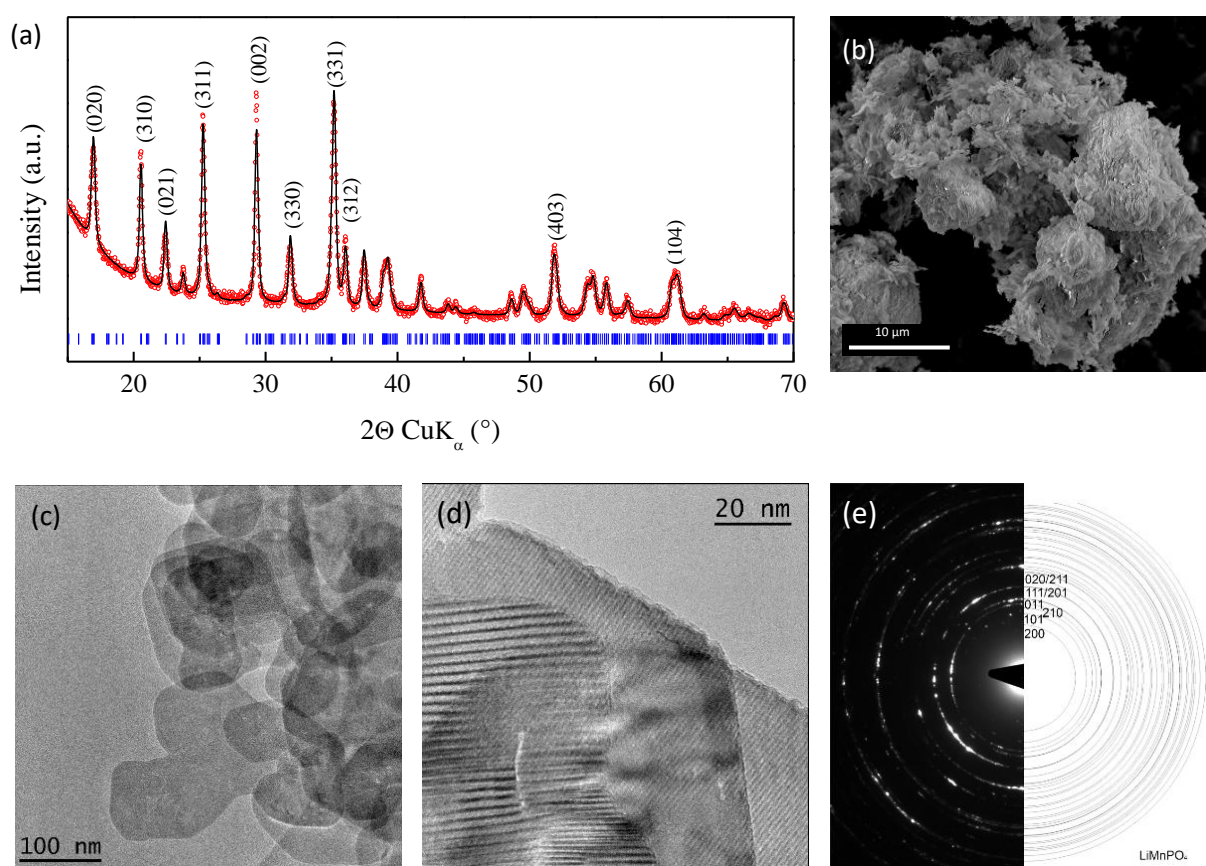 (a)
Intensity (a.u.)
(020)
(310)
(021)
(311)
(002)
(330)
(331)
(312)
(403)
(104)
20 30 40 50 60 70
2Θ CuKα (°)
(b)
10 µm
(c)
100 nm
(d)
20 nm
(e)
020/211
111/201
011
210
101
200
LiMnPO₄